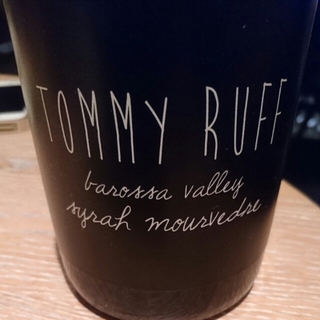 TOMMY RUFF
barossa valley
syrah mourvedre